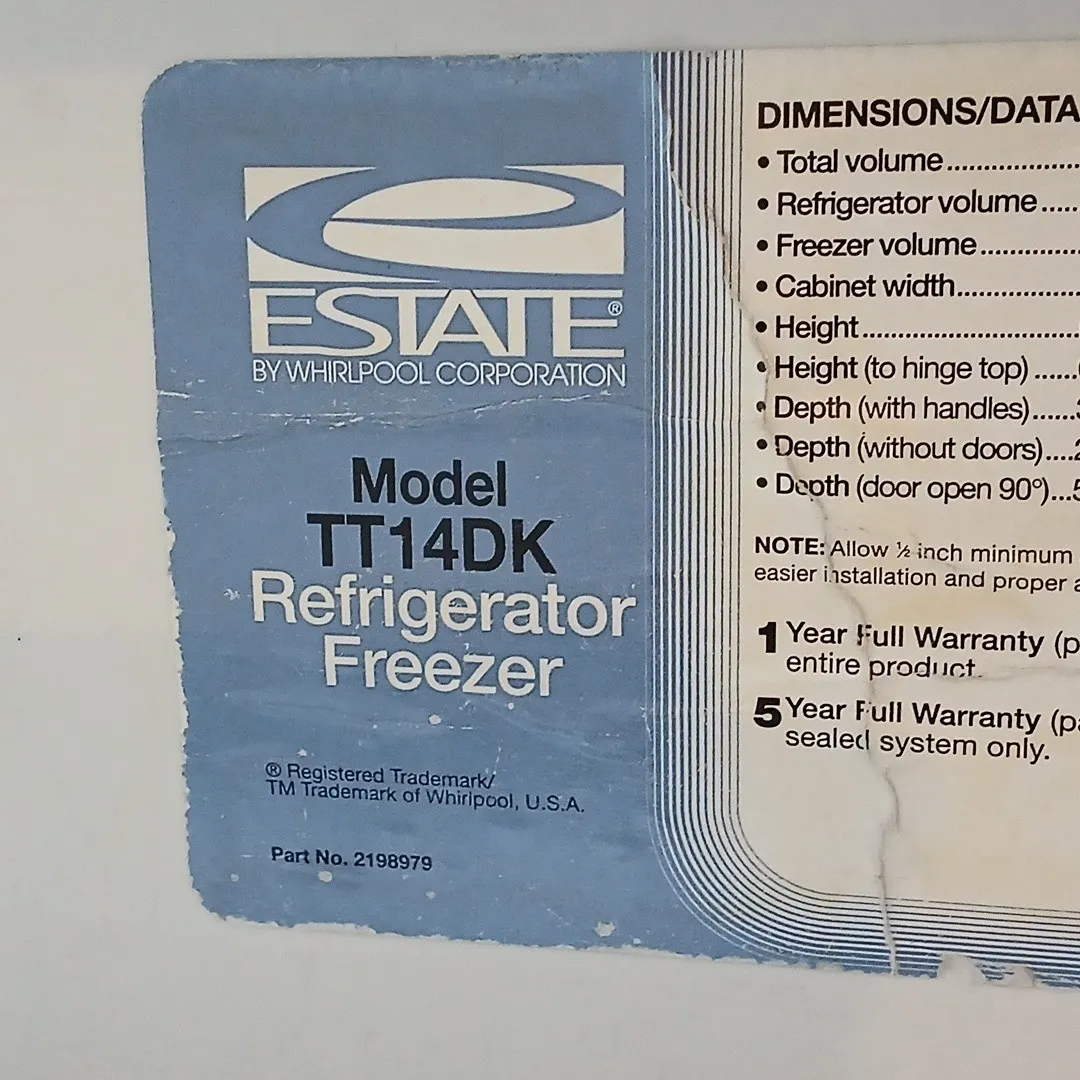 ESTATE®
BY WHIRLPOOL CORPORATION
Model
TT14DK
Refrigerator
Freezer
® Registered Trademark/
TM Trademark of Whirlpool, U.S.A.
Part No. 2198979
DIMENSIONS/DATA
• Total volume..................
• Refrigerator volume.....
• Freezer volume..............
• Cabinet width.................
• Height..............................
• Height (to hinge top) ......
• Depth (with handles)......
• Depth (without doors)....2
• Depth (door open 90°)...5
NOTE: Allow ½ inch minimum
easier installation and proper a
1 Year Full Warranty (p
entire product.
5 Year Full Warranty (pa
sealed system only.